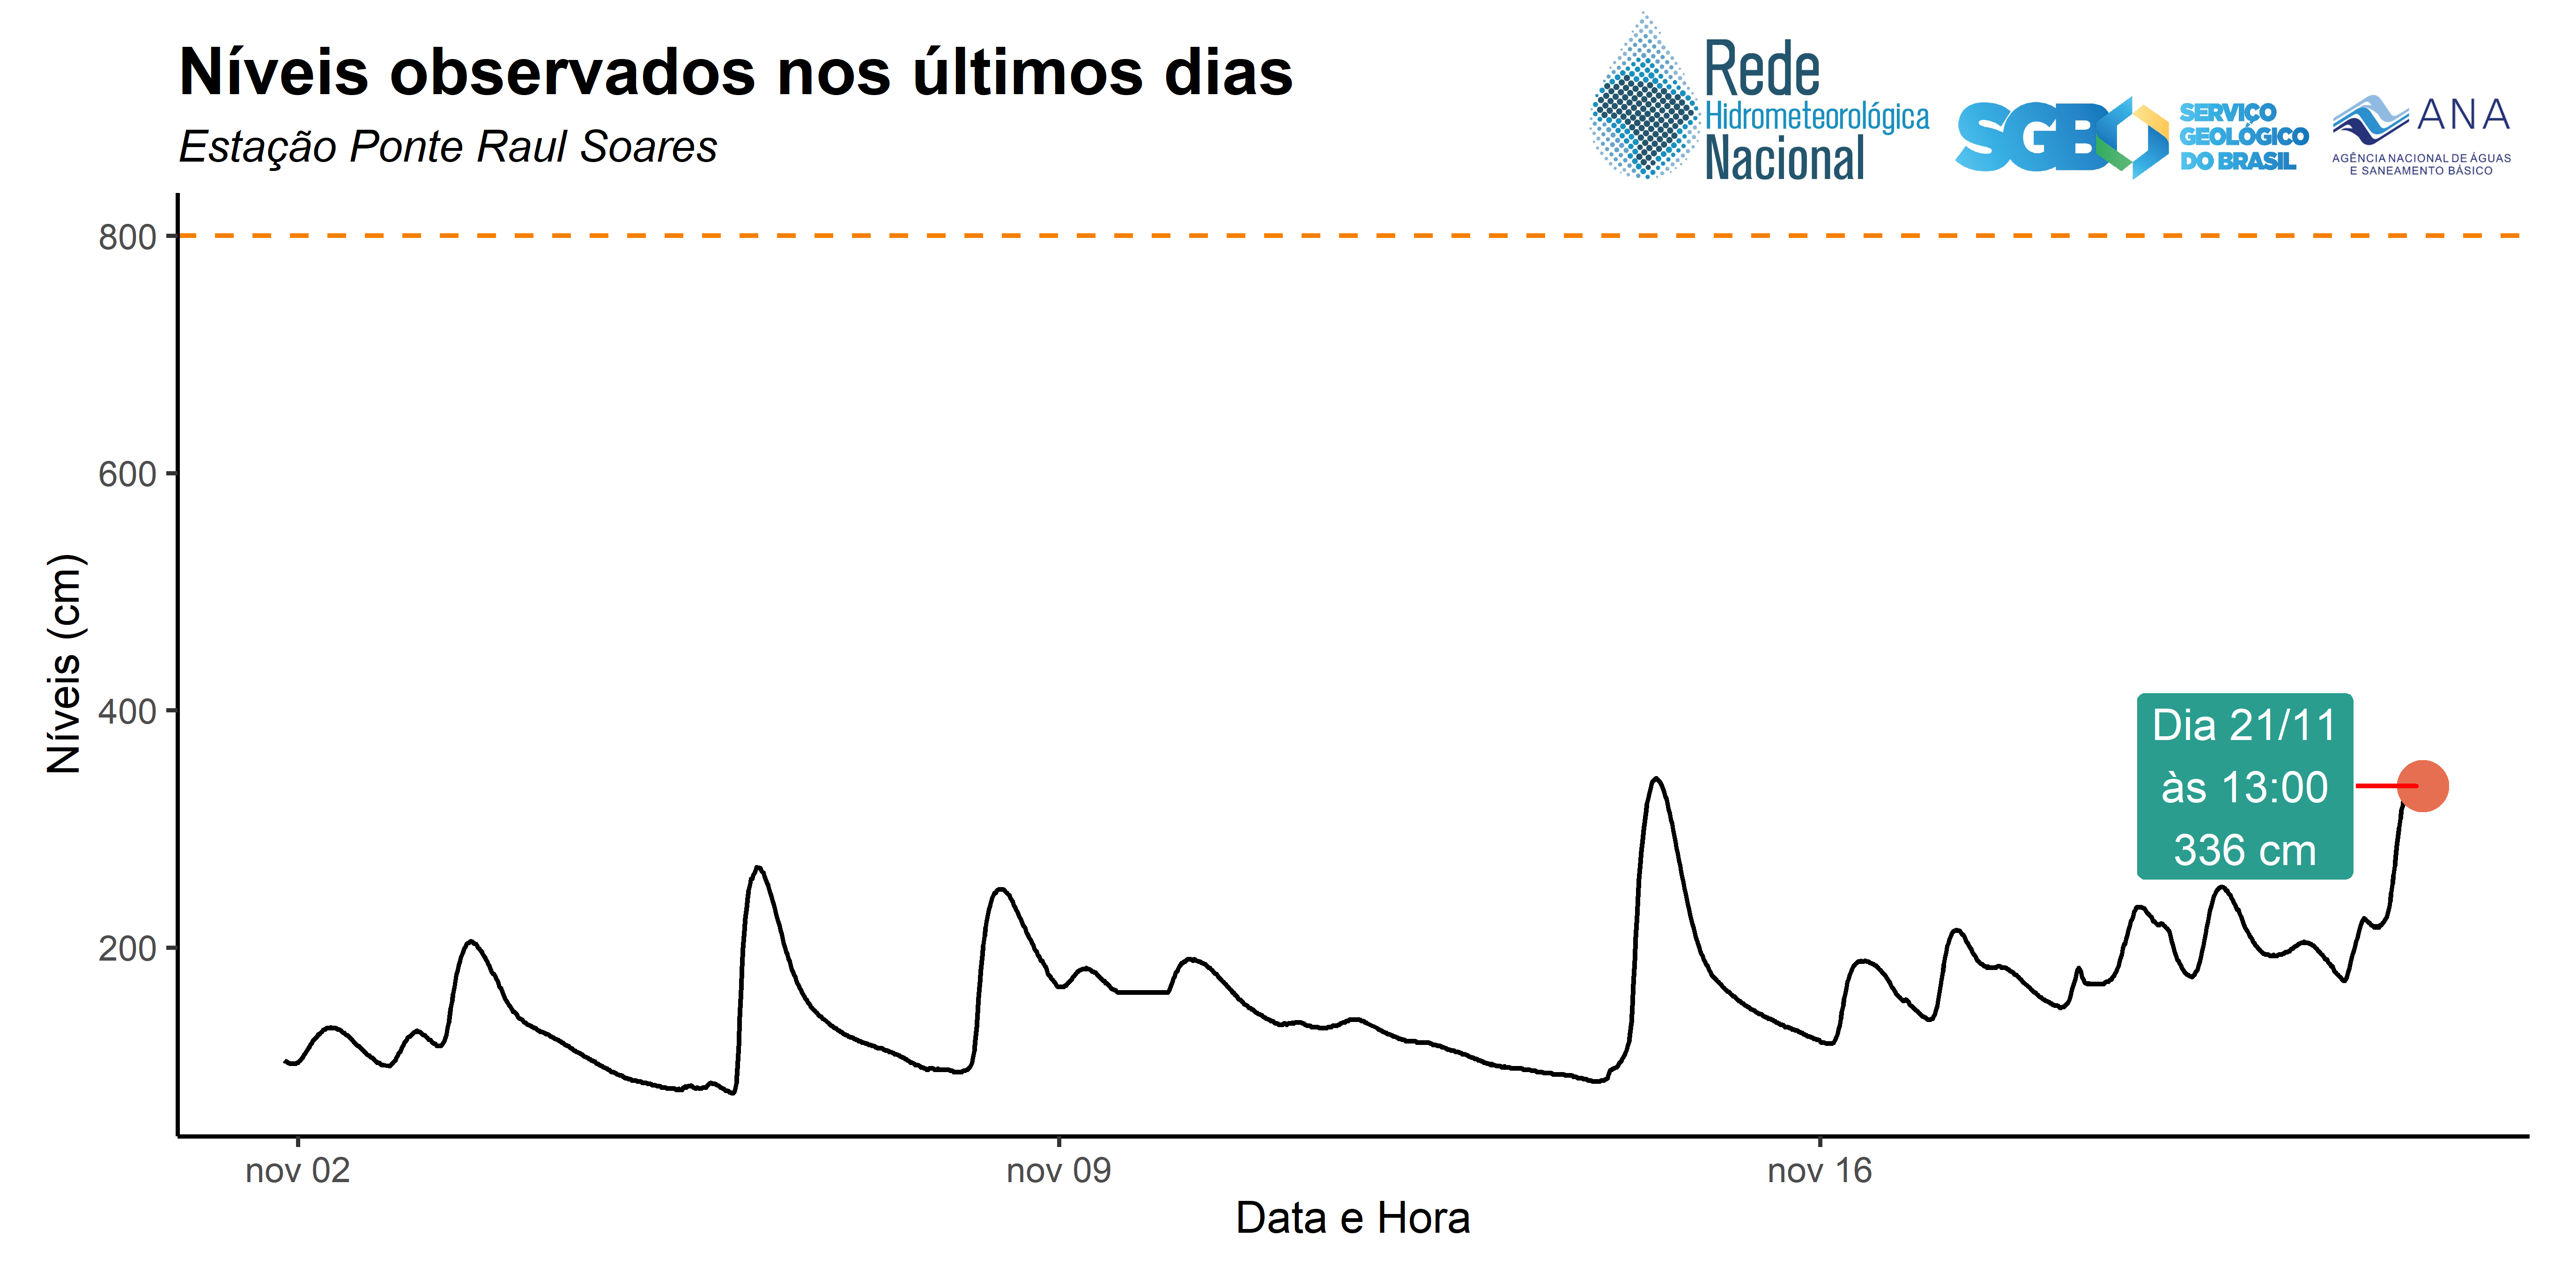 Níveis observados nos últimos dias
Estação Ponte Raul Soares
Rede
Hidrometeorológica
Nacional
SGB
SERVIÇO
GEOLÓGICO
DO BRASIL
ANA
AGÊNCIA NACIONAL DE ÁGUAS
E SANEAMENTO BÁSICO
800
600
400
200
Níveis (cm)
Dia 21/11
às 13:00
336 cm
nov 02
nov 09
nov 16
Data e Hora